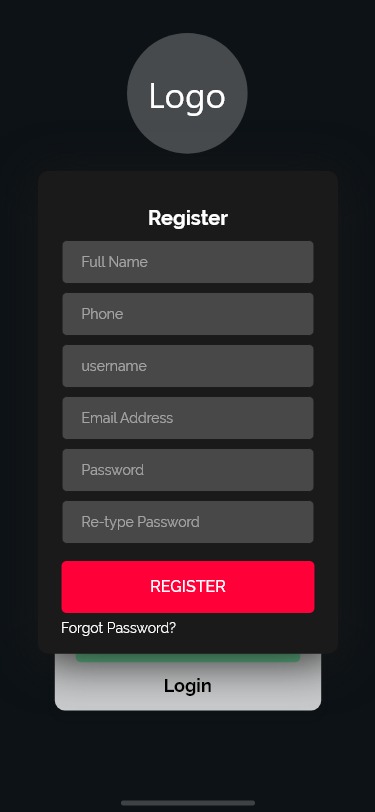 Logo
Register
Full Name
Phone
username
Email Address
Password
Re-type Password
REGISTER
Forgot Password?
Login